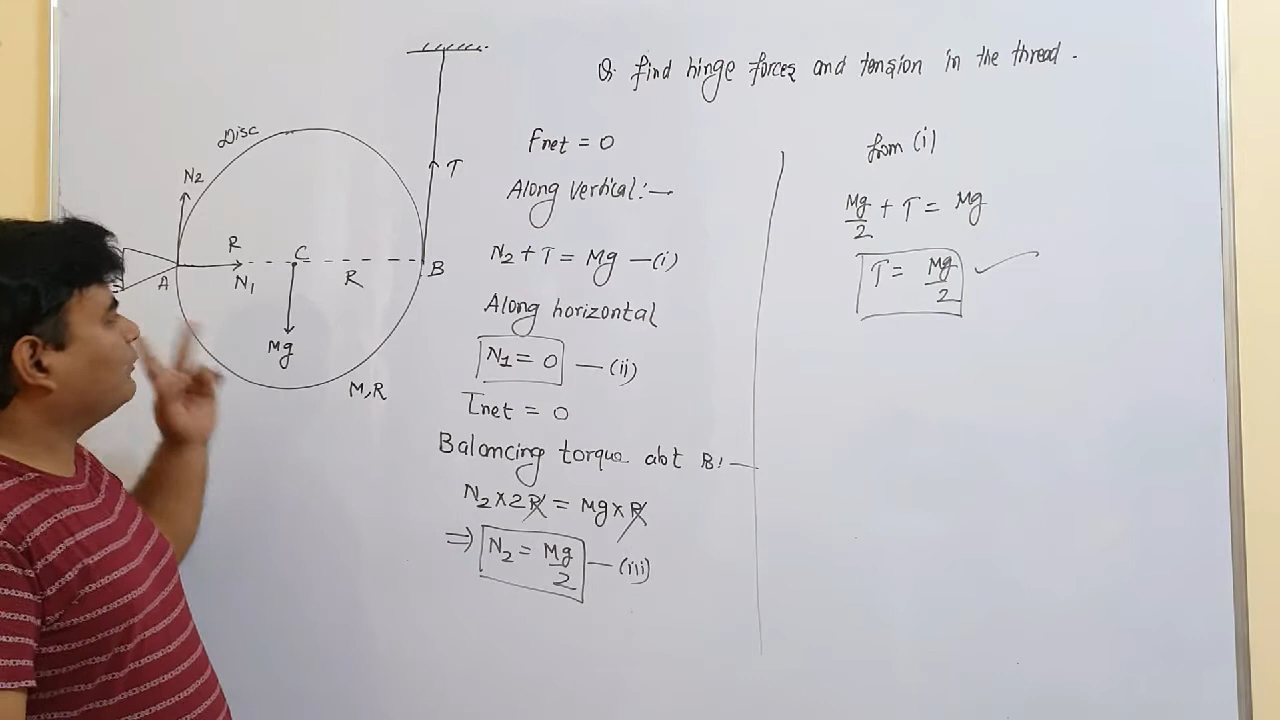 Q. find hinge forces and tension in the thread.
Disc
N2
T
R
C
A
N1
R
B
Mg
M,R
Fnet = 0
Along vertical:—
N2 + T = Mg —(i)
Along horizontal
N1 = 0 —(ii)
τnet = 0
Balancing torque abt B:—
N2 × 2R = Mg × R
⇒ N2 = Mg/2 —(iii)
from (i)
Mg/2 + T = Mg
T = Mg/2 ✓